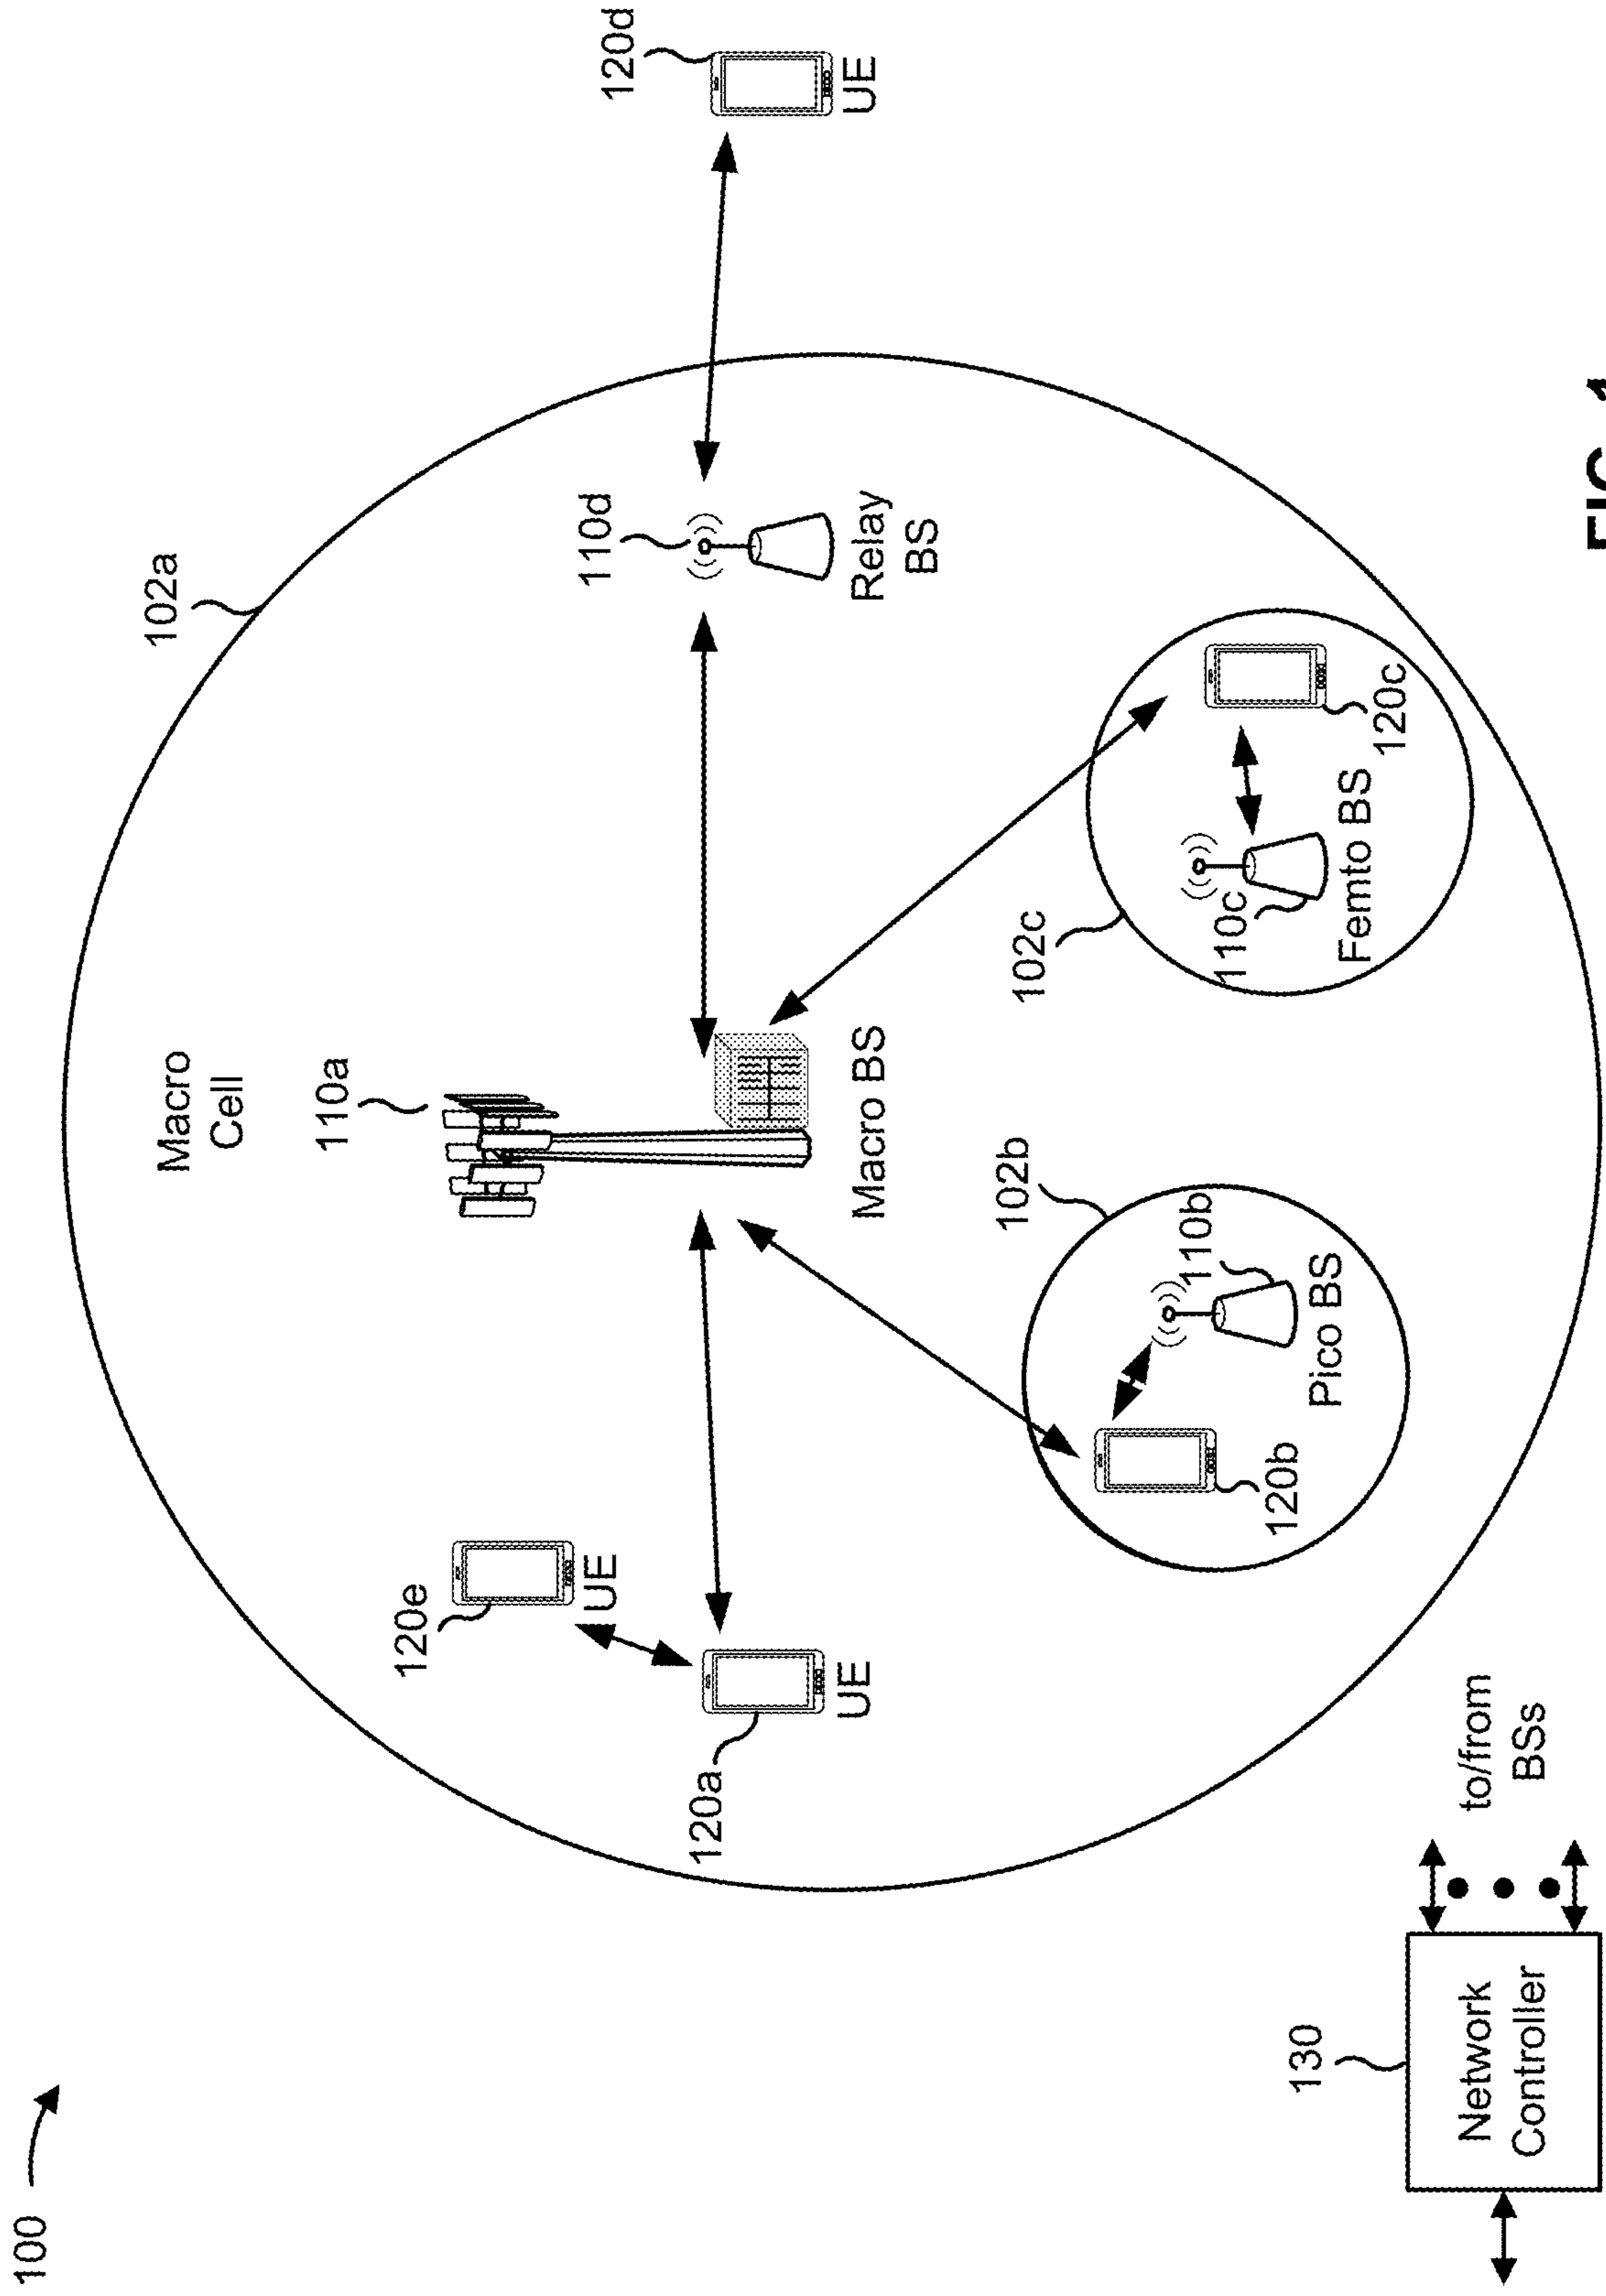 100
102a
Macro
Cell
110a
120d
UE
110d
Relay
BS
120e
UE
120a
UE
Macro BS
102b
110b
Pico BS
120b
102c
110c
Femto BS
120c
130
Network
Controller
to/from
BSs